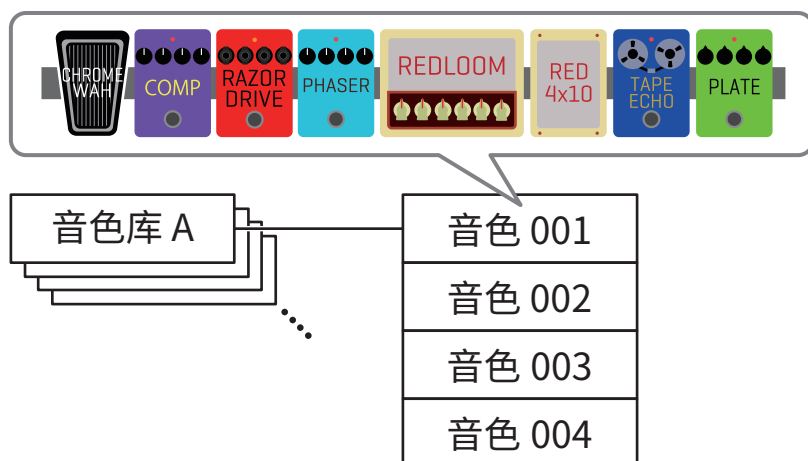 CHROME
WAH
COMP
RAZOR
DRIVE
PHASER
REDLOOM
RED
4x10
TAPE
ECHO
PLATE
音色库 A
音色 001
音色 002
音色 003
音色 004